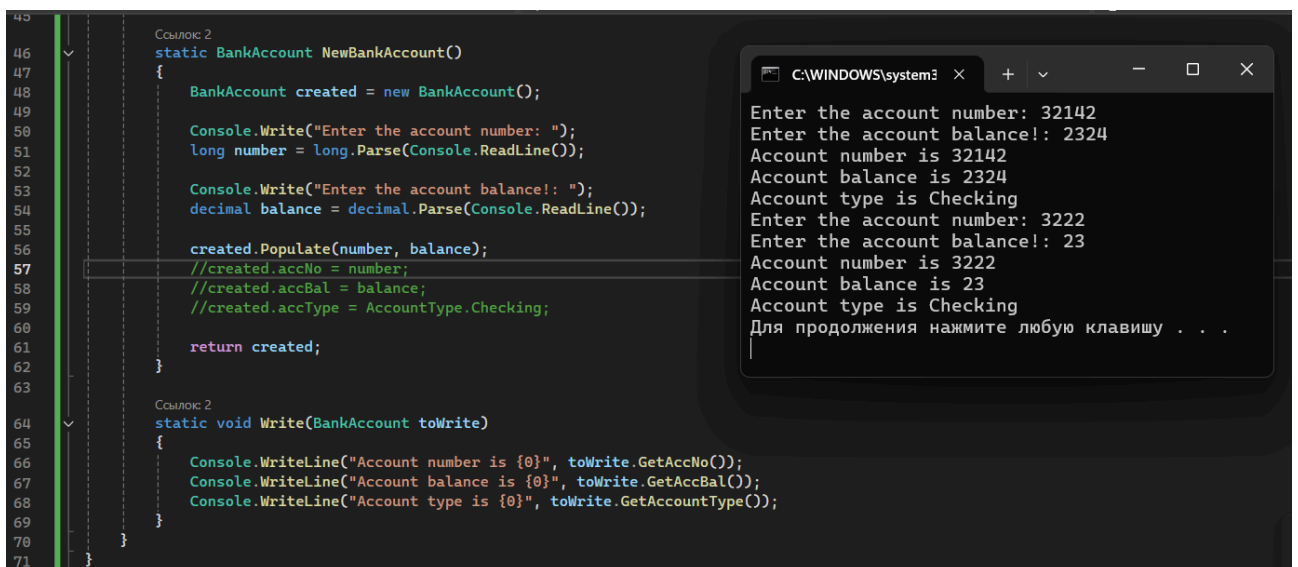 45
Ссылок: 2
46 static BankAccount NewBankAccount()
47 {
48 BankAccount created = new BankAccount();
49
50 Console.Write("Enter the account number: ");
51 long number = long.Parse(Console.ReadLine());
52
53 Console.Write("Enter the account balance!: ");
54 decimal balance = decimal.Parse(Console.ReadLine());
55
56 created.Populate(number, balance);
57 //created.accNo = number;
58 //created.accBal = balance;
59 //created.accType = AccountType.Checking;
60
61 return created;
62 }
63
Ссылок: 2
64 static void Write(BankAccount toWrite)
65 {
66 Console.WriteLine("Account number is {0}", toWrite.GetAccNo());
67 Console.WriteLine("Account balance is {0}", toWrite.GetAccBal());
68 Console.WriteLine("Account type is {0}", toWrite.GetAccountType());
69 }
70 }
71 }
C:\WINDOWS\system3
Enter the account number: 32142
Enter the account balance!: 2324
Account number is 32142
Account balance is 2324
Account type is Checking
Enter the account number: 3222
Enter the account balance!: 23
Account number is 3222
Account balance is 23
Account type is Checking
Для продолжения нажмите любую клавишу . . .